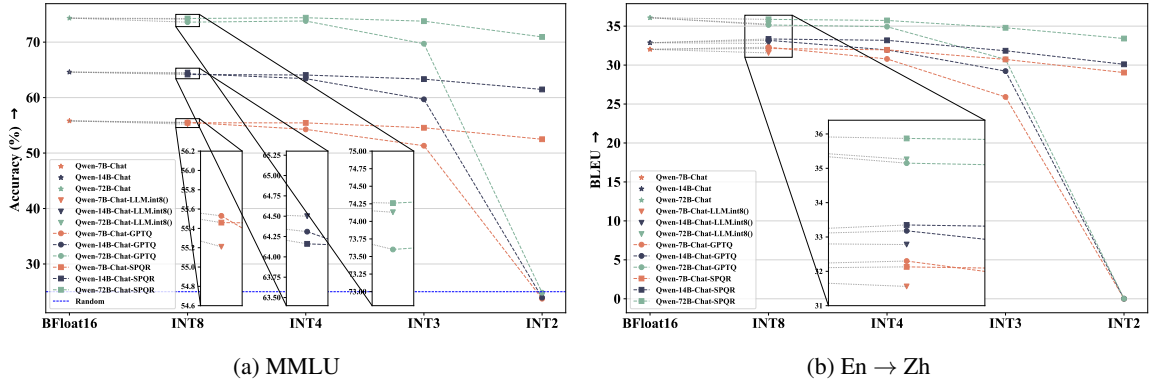 Accuracy (%) →
70
60
50
40
30
Qwen-7B-Chat
Qwen-14B-Chat
Qwen-72B-Chat
Qwen-7B-Chat-LLM.int8()
Qwen-14B-Chat-LLM.int8()
Qwen-72B-Chat-LLM.int8()
Qwen-7B-Chat-GPTQ
Qwen-14B-Chat-GPTQ
Qwen-72B-Chat-GPTQ
Qwen-7B-Chat-SPQR
Qwen-14B-Chat-SPQR
Qwen-72B-Chat-SPQR
Random
56.2
56.0
55.8
55.6
55.4
55.2
55.0
54.8
54.6
65.25
65.00
64.75
64.50
64.25
64.00
63.75
63.50
75.00
74.75
74.50
74.25
74.00
73.75
73.50
73.25
73.00
BFloat16 INT8 INT4 INT3 INT2
(a) MMLU
BLEU →
35
30
25
20
15
10
5
0
Qwen-7B-Chat
Qwen-14B-Chat
Qwen-72B-Chat
Qwen-7B-Chat-LLM.int8()
Qwen-14B-Chat-LLM.int8()
Qwen-72B-Chat-LLM.int8()
Qwen-7B-Chat-GPTQ
Qwen-14B-Chat-GPTQ
Qwen-72B-Chat-GPTQ
Qwen-7B-Chat-SPQR
Qwen-14B-Chat-SPQR
Qwen-72B-Chat-SPQR
36
35
34
33
32
31
BFloat16 INT8 INT4 INT3 INT2
(b) En → Zh